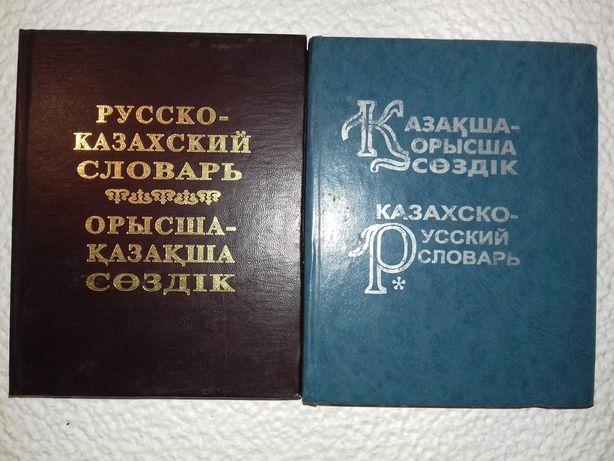 РУССКО-
КАЗАХСКИЙ
СЛОВАРЬ
ОРЫСША-
ҚАЗАҚША
СӨЗДІК
ҚАЗАҚША-
ОРЫСША
СӨЗДІК
КАЗАХСКО-
РУССКИЙ
СЛОВАРЬ